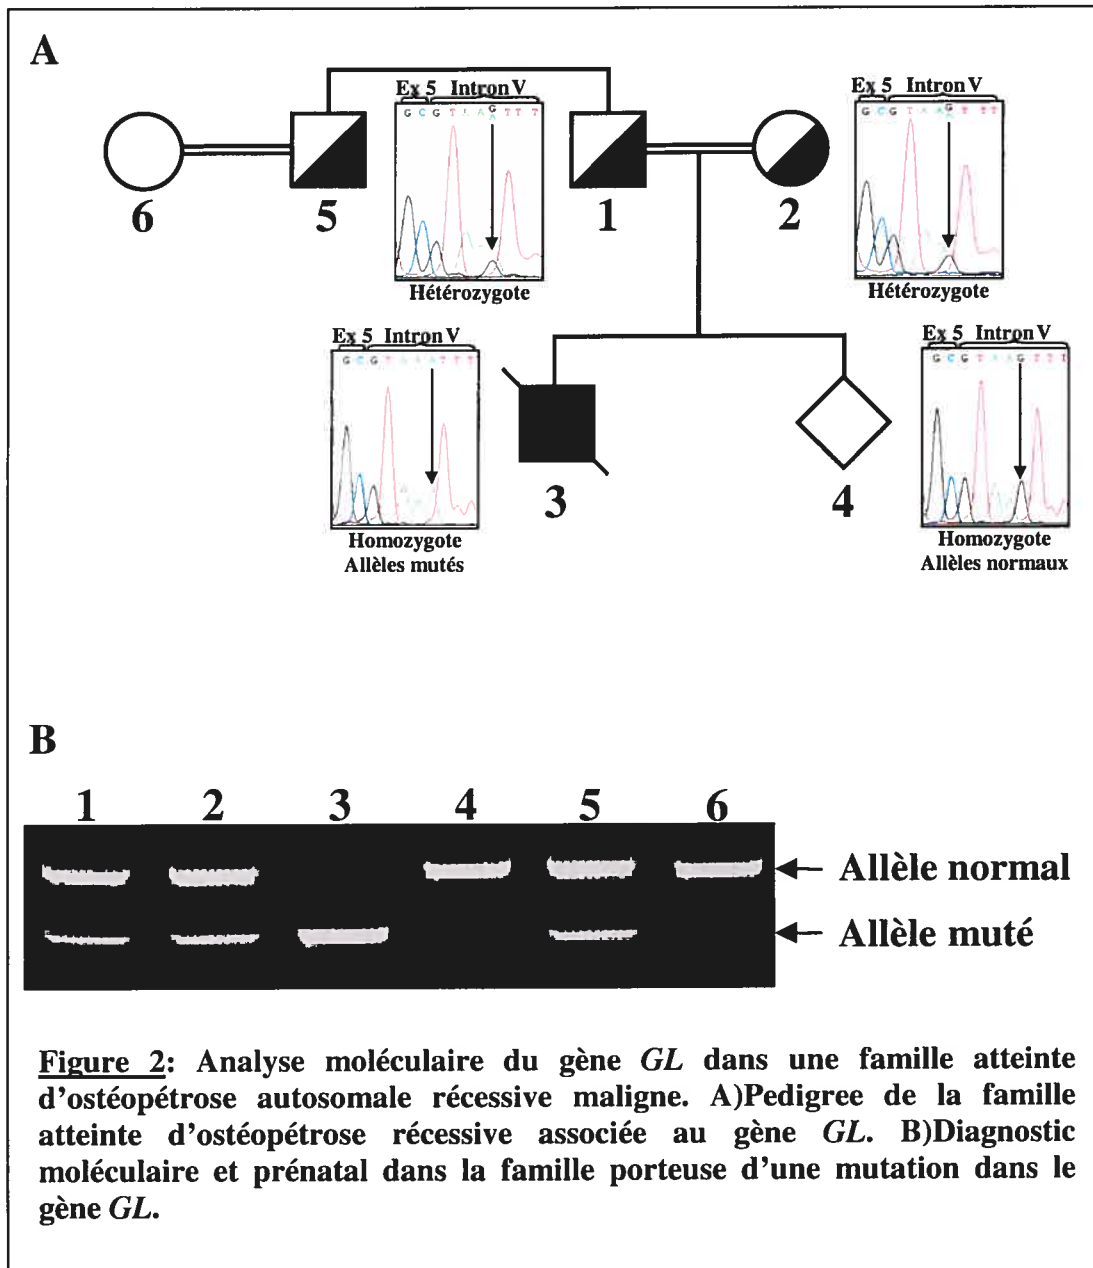 A
Ex 5 Intron V
G C G T A A G T T T
A
Hétérozygote
Ex 5 Intron V
G C G T A A G T T T
A
Hétérozygote
6
5
1
2
Ex 5 Intron V
G C G T A A A T T T
Homozygote
Allèles mutés
Ex 5 Intron V
G C G T A A G T T T
Homozygote
Allèles normaux
3
4
B
1 2 3 4 5 6
Allèle normal
Allèle muté
Figure 2: Analyse moléculaire du gène GL dans une famille atteinte
d'ostéopétrose autosomale récessive maligne. A)Pedigree de la famille
atteinte d'ostéopétrose récessive associée au gène GL. B)Diagnostic
moléculaire et prénatal dans la famille porteuse d'une mutation dans le
gène GL.